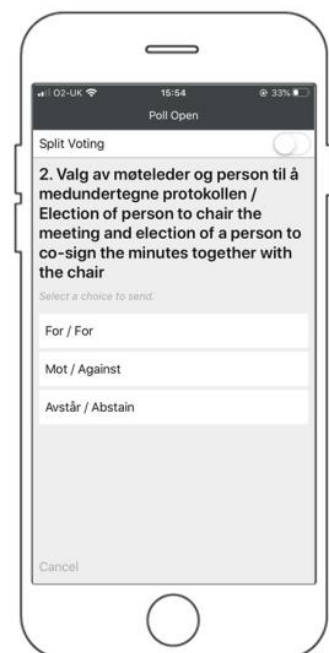 O2-UK 15:54 33%
Poll Open
Split Voting
2. Valg av møteleder og person til å
medundertegne protokollen /
Election of person to chair the
meeting and election of a person to
co-sign the minutes together with
the chair
Select a choice to send.
For / For
Mot / Against
Avstår / Abstain
Cancel